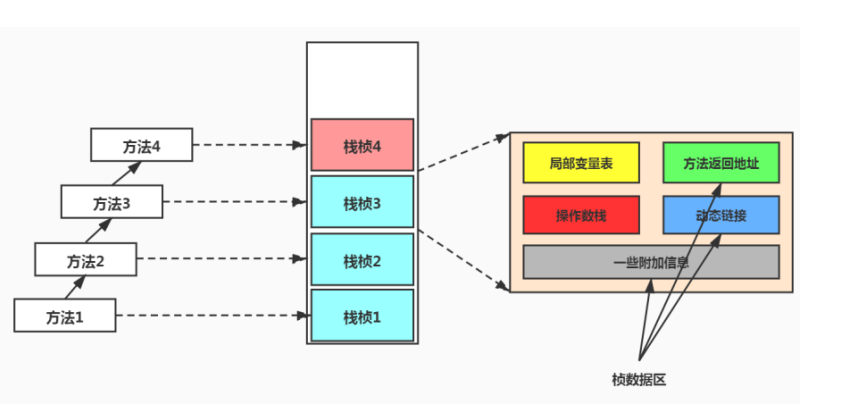 方法4
栈桢4
局部变量表
方法返回地址
方法3
栈桢3
操作数栈
动态链接
方法2
栈桢2
一些附加信息
方法1
栈桢1
桢数据区